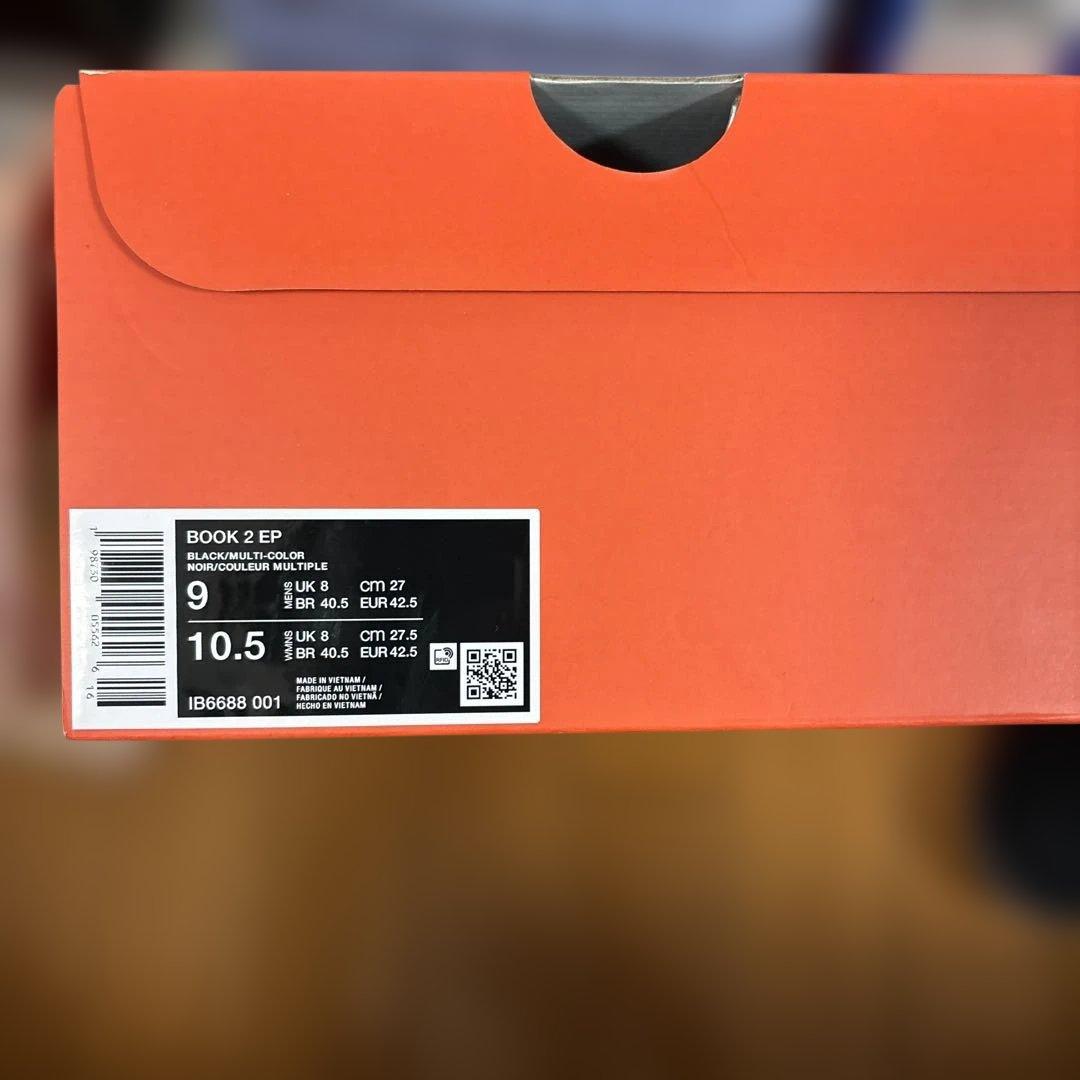 BOOK 2 EP
BLACK/MULTI-COLOR
NOIR/COULEUR MULTIPLE
9 MENS UK 8 cm 27
BR 40.5 EUR 42.5
10.5 WMNS UK 8 cm 27.5
BR 40.5 EUR 42.5
RFID
MADE IN VIETNAM /
FABRIQUE AU VIETNAM /
FABRICADO NO VIETNÃ /
HECHO EN VIETNAM
IB6688 001